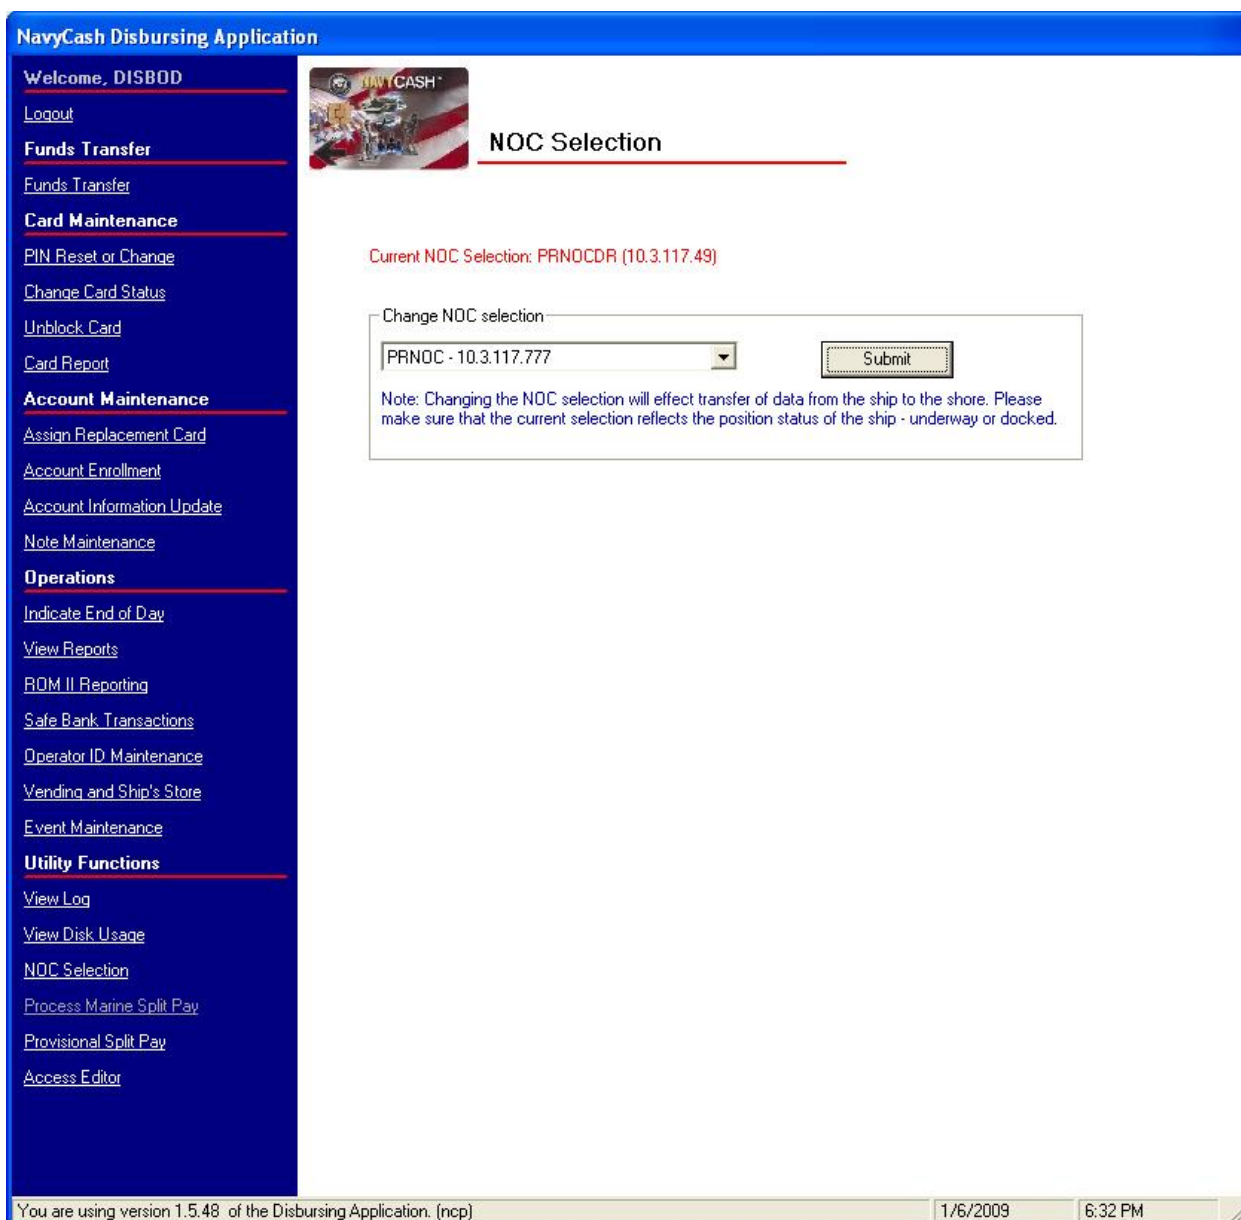 NavyCash Disbursing Application
Welcome, DISBOD
Logout
Funds Transfer
Funds Transfer
Card Maintenance
PIN Reset or Change
Change Card Status
Unblock Card
Card Report
Account Maintenance
Assign Replacement Card
Account Enrollment
Account Information Update
Note Maintenance
Operations
Indicate End of Day
View Reports
ROM II Reporting
Safe Bank Transactions
Operator ID Maintenance
Vending and Ship's Store
Event Maintenance
Utility Functions
View Log
View Disk Usage
NOC Selection
Process Marine Split Pay
Provisional Split Pay
Access Editor
NAVYCASH
NOC Selection
Current NOC Selection: PRNOCDR (10.3.117.49)
Change NOC selection
PRNOC - 10.3.117.777
Submit
Note: Changing the NOC selection will effect transfer of data from the ship to the shore. Please
make sure that the current selection reflects the position status of the ship - underway or docked.
You are using version 1.5.48 of the Disbursing Application. (ncp)
1/6/2009
6:32 PM